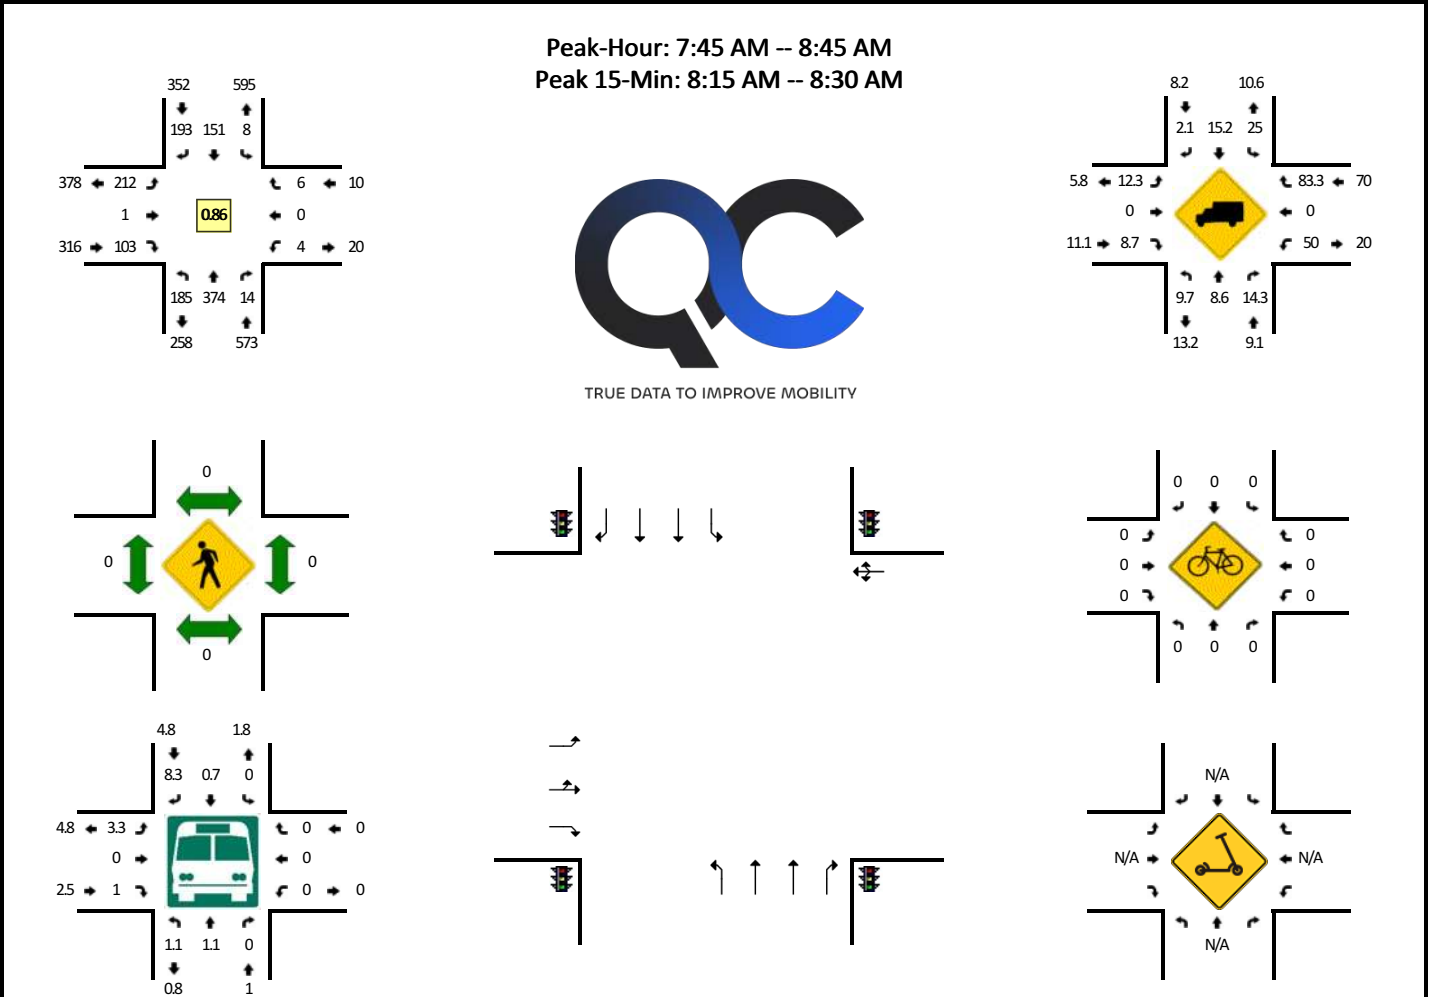 Peak-Hour: 7:45 AM -- 8:45 AM
Peak 15-Min: 8:15 AM -- 8:30 AM
352 595
193 151 8
378 212 6 10
1 0.86 0
316 103 4 20
185 374 14
258 573
QC
TRUE DATA TO IMPROVE MOBILITY
8.2 10.6
2.1 15.2 25
5.8 12.3 83.3 70
0 0
11.1 8.7 50 20
9.7 8.6 14.3
13.2 9.1
0
0 0
0
0 0 0
0 0
0 0
0 0
0 0 0
4.8 1.8
8.3 0.7 0
4.8 3.3 0 0
0 0
2.5 1 0 0
1.1 1.1 0
0.8 1
N/A
N/A N/A
N/A